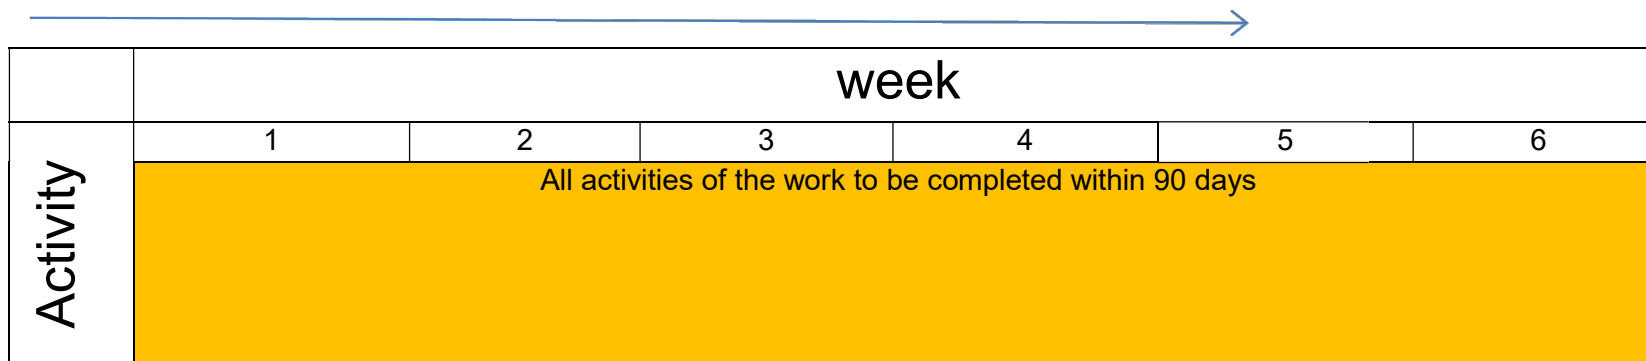 week
1 2 3 4 5 6
Activity
All activities of the work to be completed within 90 days